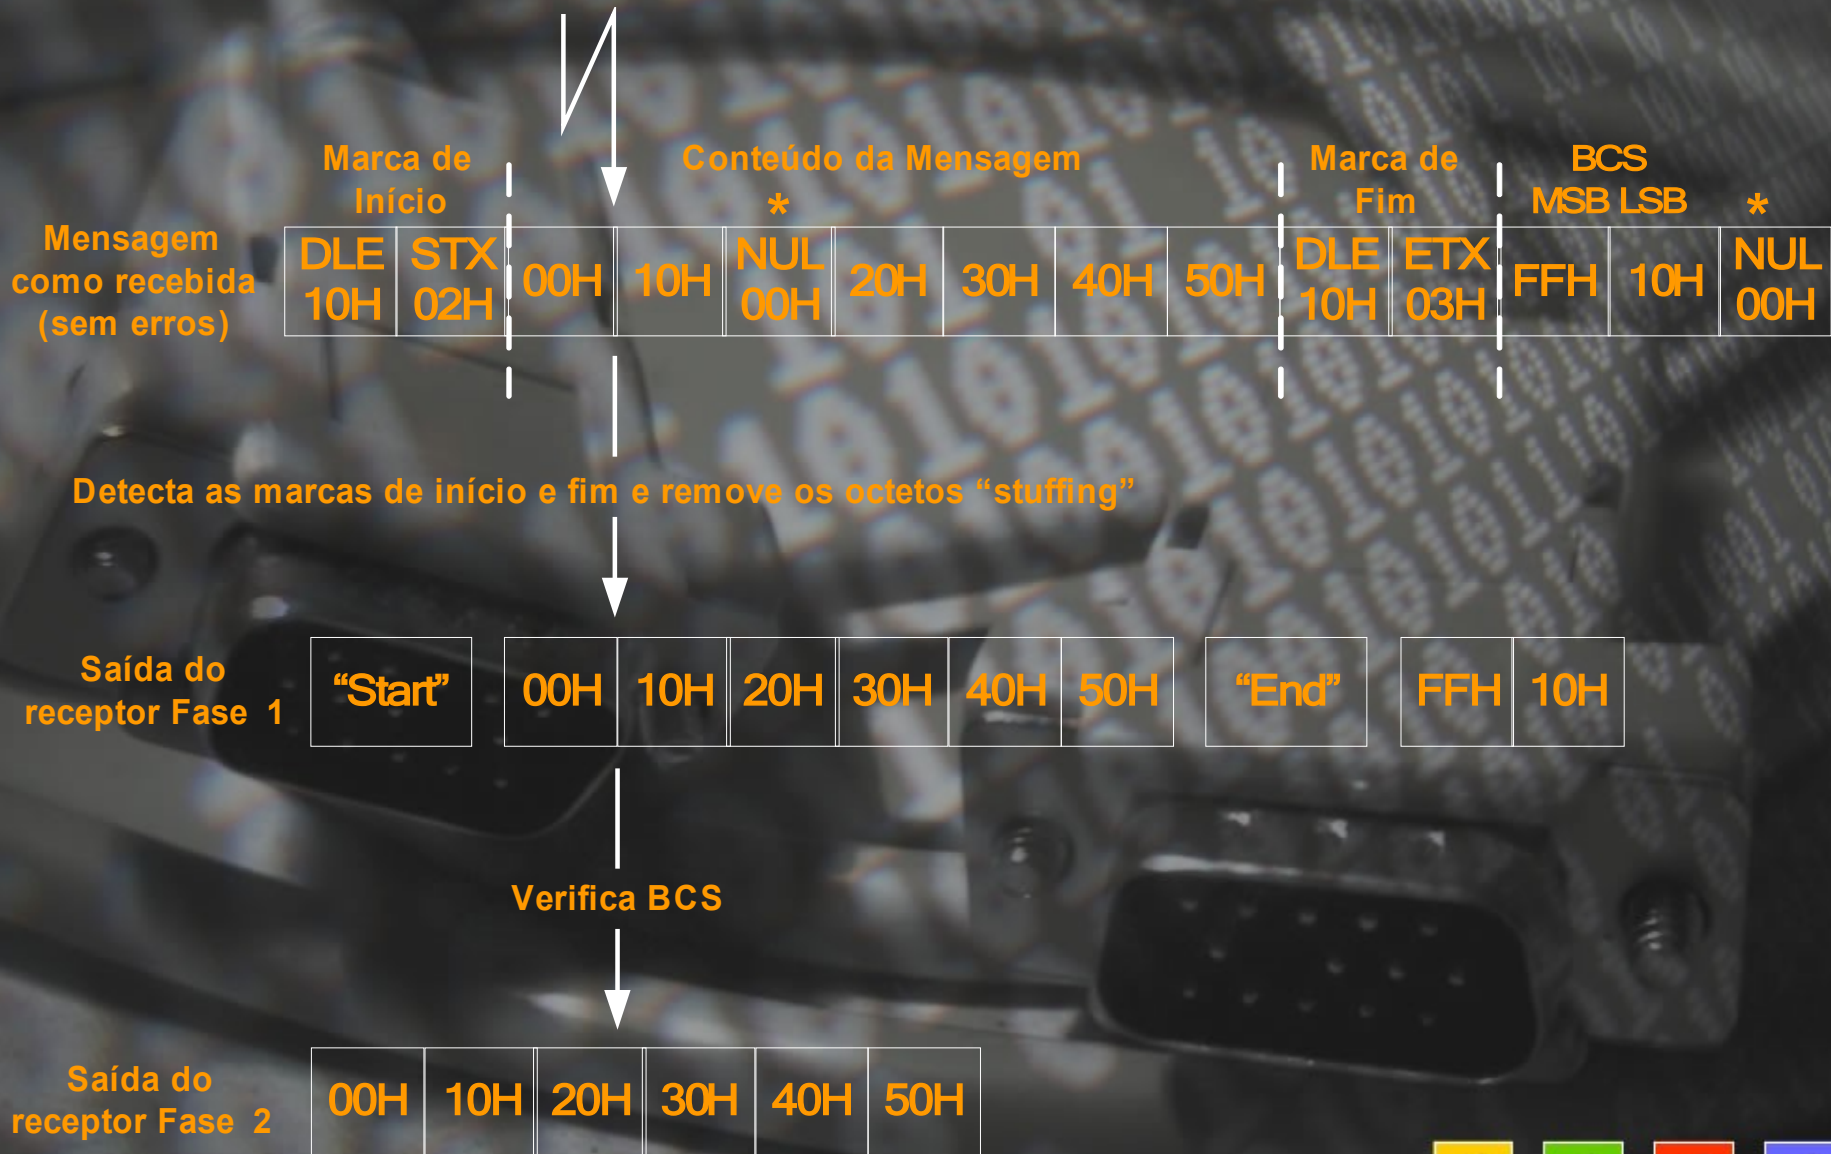 Marca de
Início
Conteúdo da Mensagem
*
Marca de
Fim
BCS
MSB LSB
*
Mensagem
como recebida
(sem erros)
DLE STX 00H 10H NUL 20H 30H 40H 50H DLE ETX FFH 10H NUL
10H 02H 00H 10H 03H 00H
Detecta as marcas de início e fim e remove os octetos “stuffing”
Saída do
receptor Fase 1
“Start” 00H 10H 20H 30H 40H 50H “End” FFH 10H
Verifica BCS
Saída do
receptor Fase 2
00H 10H 20H 30H 40H 50H